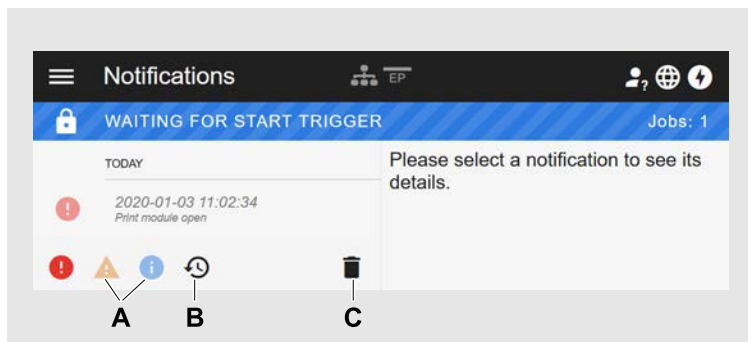 Notifications
EP
WAITING FOR START TRIGGER Jobs: 1
TODAY
2020-01-03 11:02:34
Print module open
Please select a notification to see its
details.
A B C